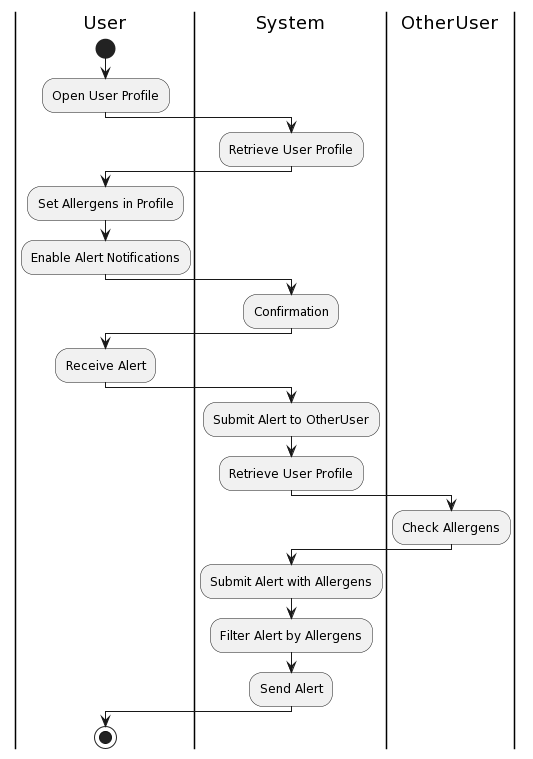 User
System
OtherUser
Open User Profile
Retrieve User Profile
Set Allergens in Profile
Enable Alert Notifications
Confirmation
Receive Alert
Submit Alert to OtherUser
Retrieve User Profile
Check Allergens
Submit Alert with Allergens
Filter Alert by Allergens
Send Alert